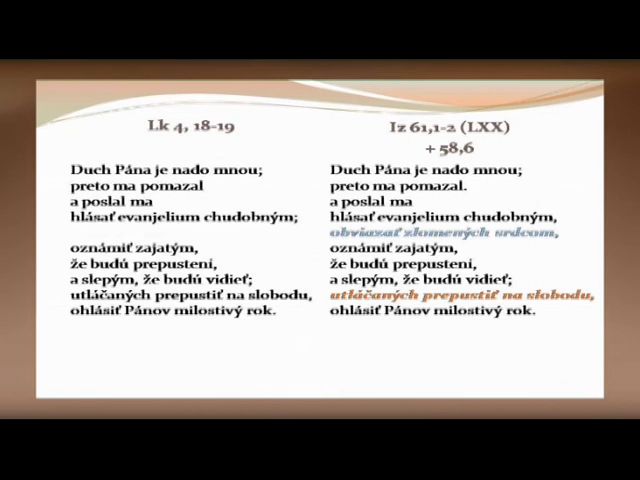 Lk 4, 18-19
Duch Pána je nado mnou;
preto ma pomazal
a poslal ma
hlásať evanjelium chudobným;
oznámiť zajatým,
že budú prepustení,
a slepým, že budú vidieť;
utláčaných prepustiť na slobodu,
ohlásiť Pánov milostivý rok.
Iz 61,1-2 (LXX)
+ 58,6
Duch Pána je nado mnou;
preto ma pomazal.
a poslal ma
hlásať evanjelium chudobným,
obviazať zlomených srdcom,
oznámiť zajatým,
že budú prepustení,
a slepým, že budú vidieť;
utláčaných prepustiť na slobodu,
ohlásiť Pánov milostivý rok.